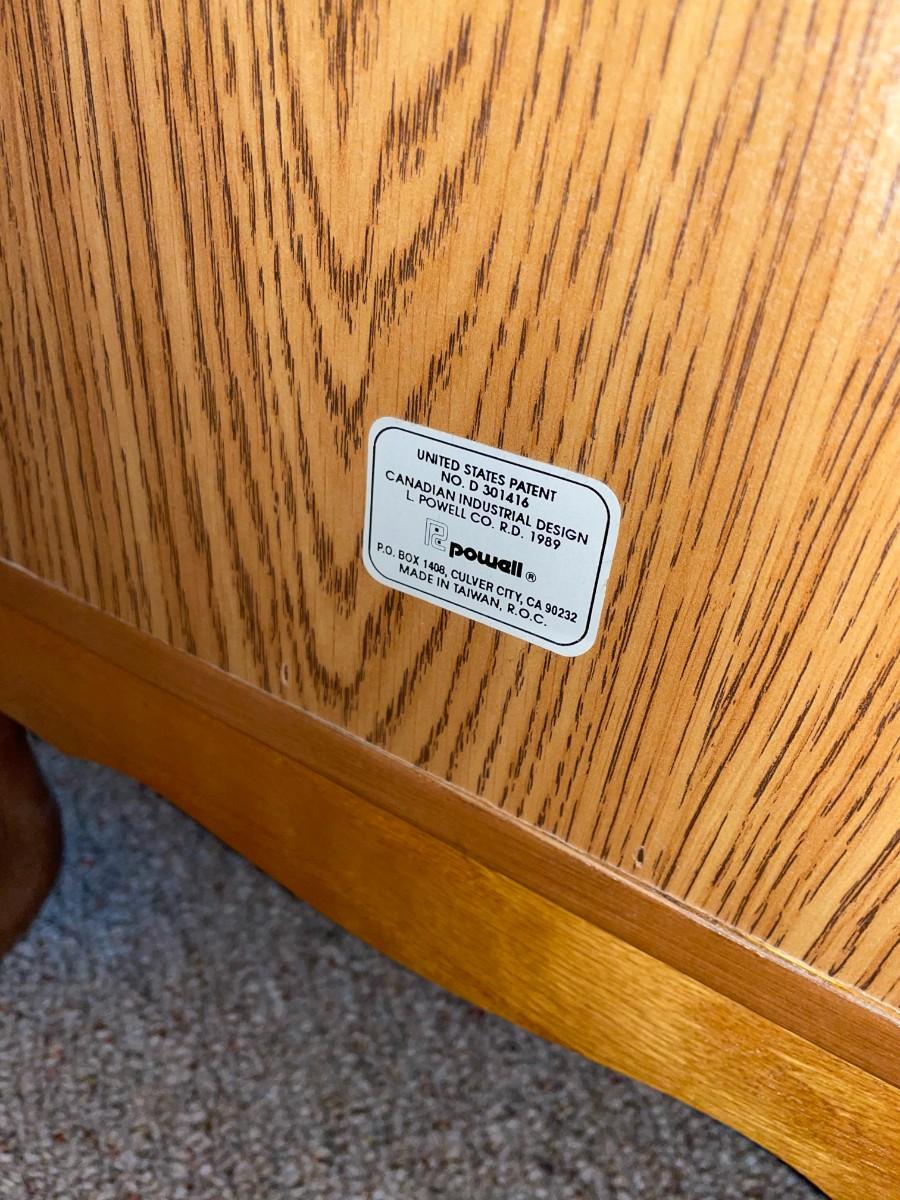 UNITED STATES PATENT
NO. D 301416
CANADIAN INDUSTRIAL DESIGN
L. POWELL CO. R.D. 1989
powell ®
P.O. BOX 1408, CULVER CITY, CA 90232
MADE IN TAIWAN, R.O.C.